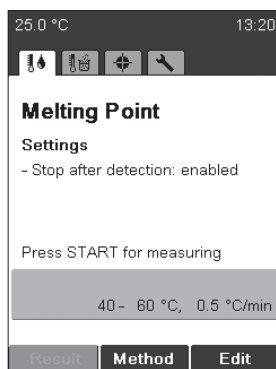 25.0 °C 13:20
Melting Point
Settings
- Stop after detection: enabled
Press START for measuring
40 - 60 °C, 0.5 °C/min
Result Method Edit